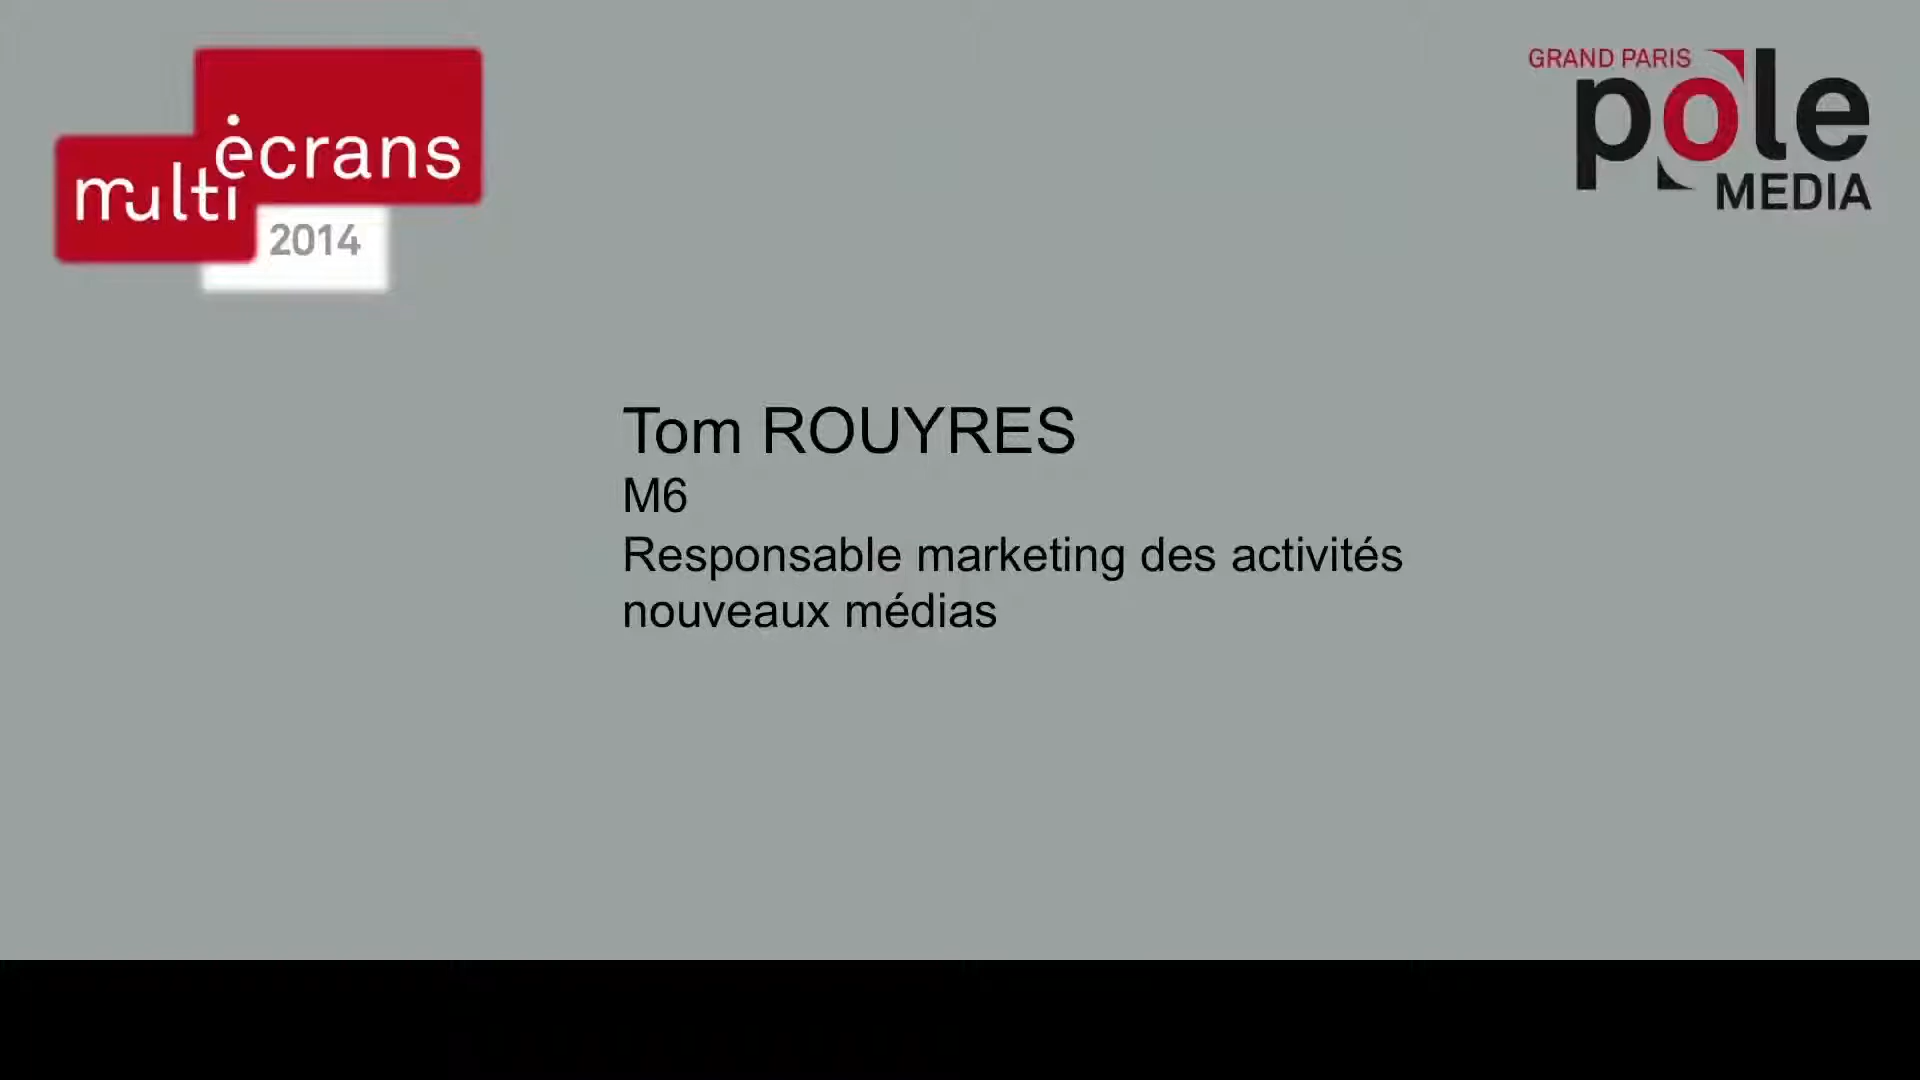 multi écrans
2014
GRAND PARIS
pole
MEDIA
Tom ROUYRES
M6
Responsable marketing des activités
nouveaux médias